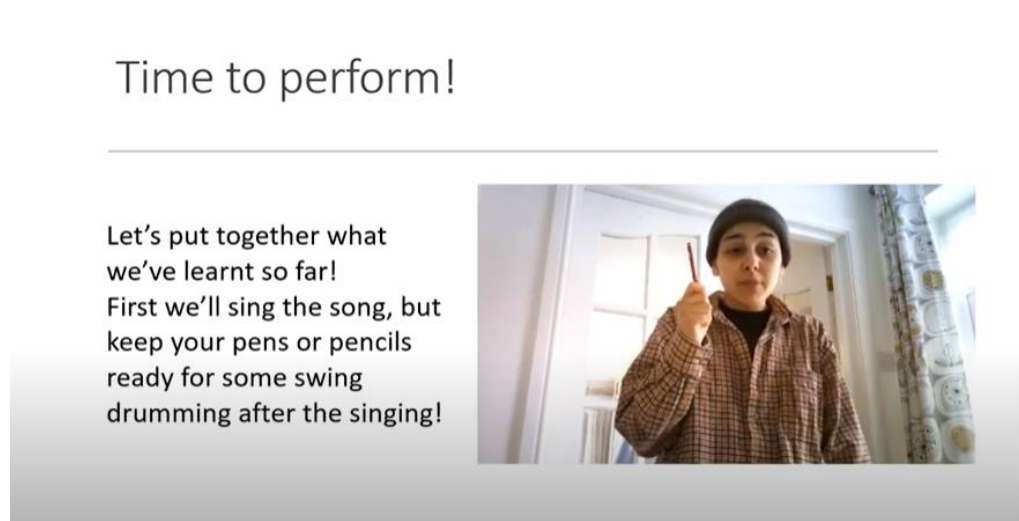 Time to perform!
Let’s put together what
we’ve learnt so far!
First we’ll sing the song, but
keep your pens or pencils
ready for some swing
drumming after the singing!